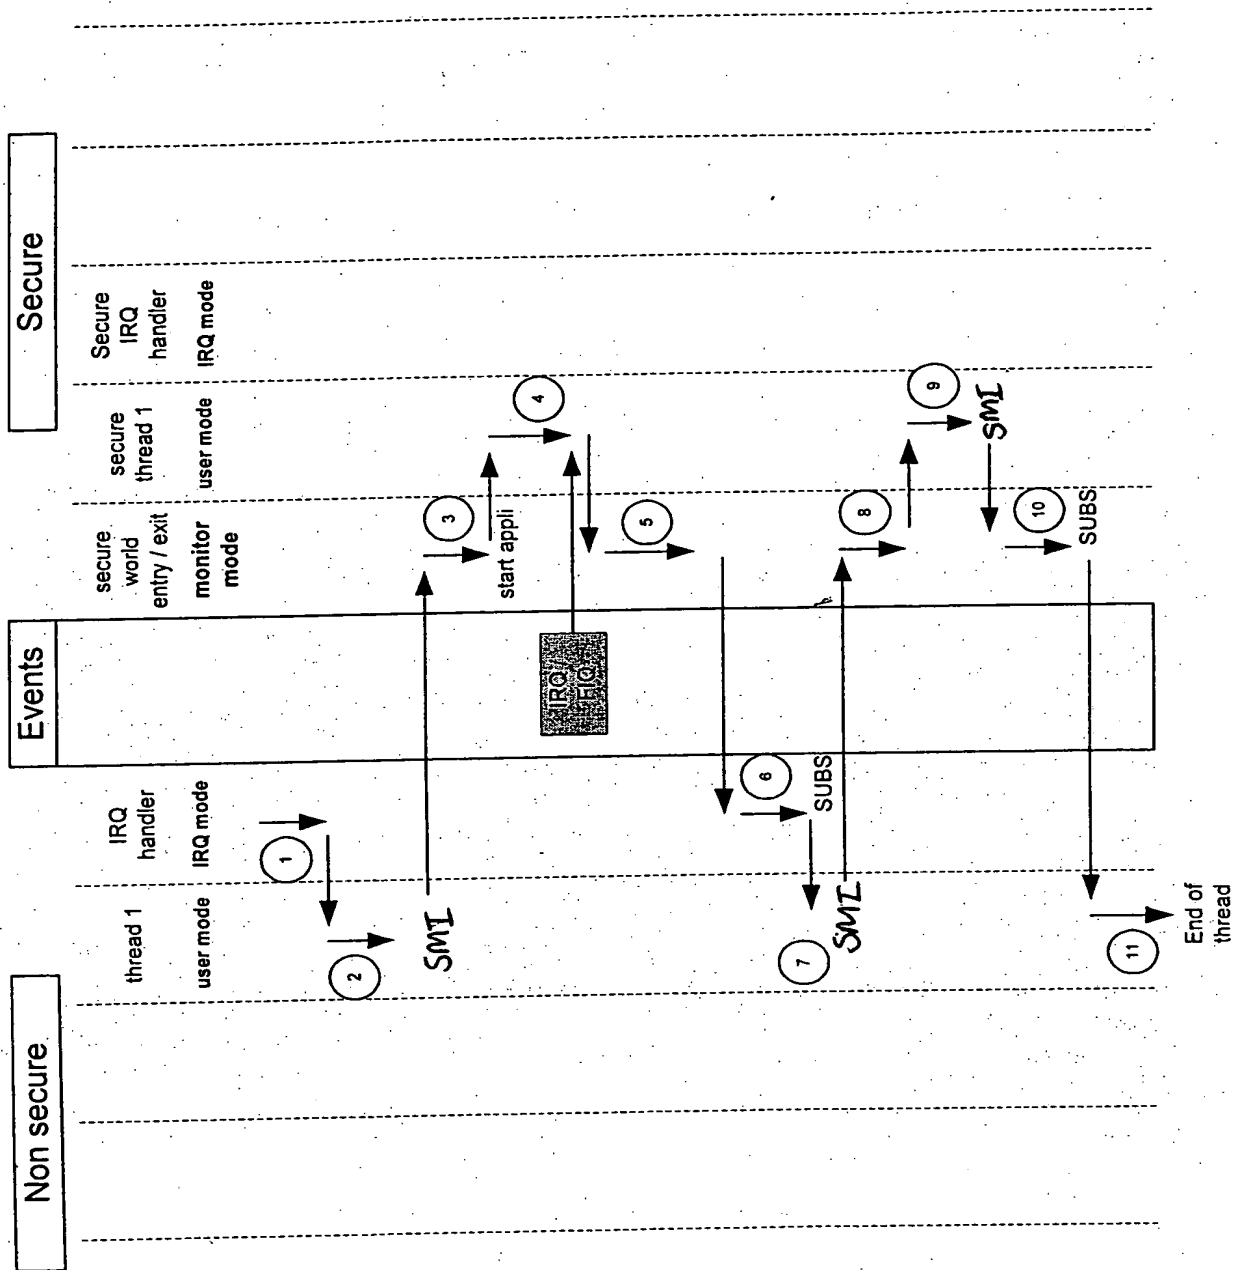 Non secure
Events
Secure
thread 1
user mode
IRQ
handler
IRQ mode
secure
world
entry / exit
monitor
mode
secure
thread 1
user mode
Secure
IRQ
handler
IRQ mode
1
2
SMI
3
start appli
4
IRQ /
FIQ
5
6
SUBS
7
SMI
8
9
SMI
10
SUBS
11
End of
thread